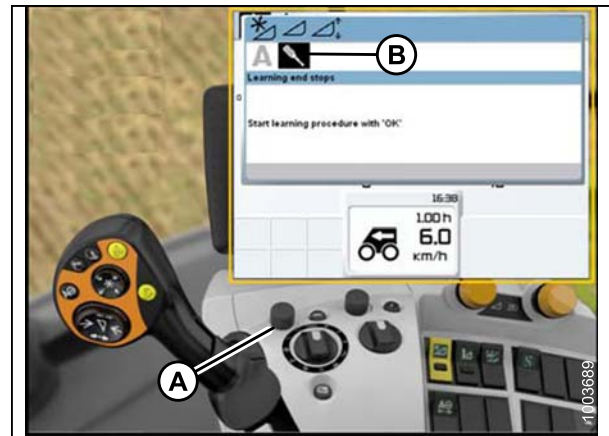 A
B
Learning end stops
Start learning procedure with 'OK'
16:38
1.00 h
6.0
km/h
A
1003689